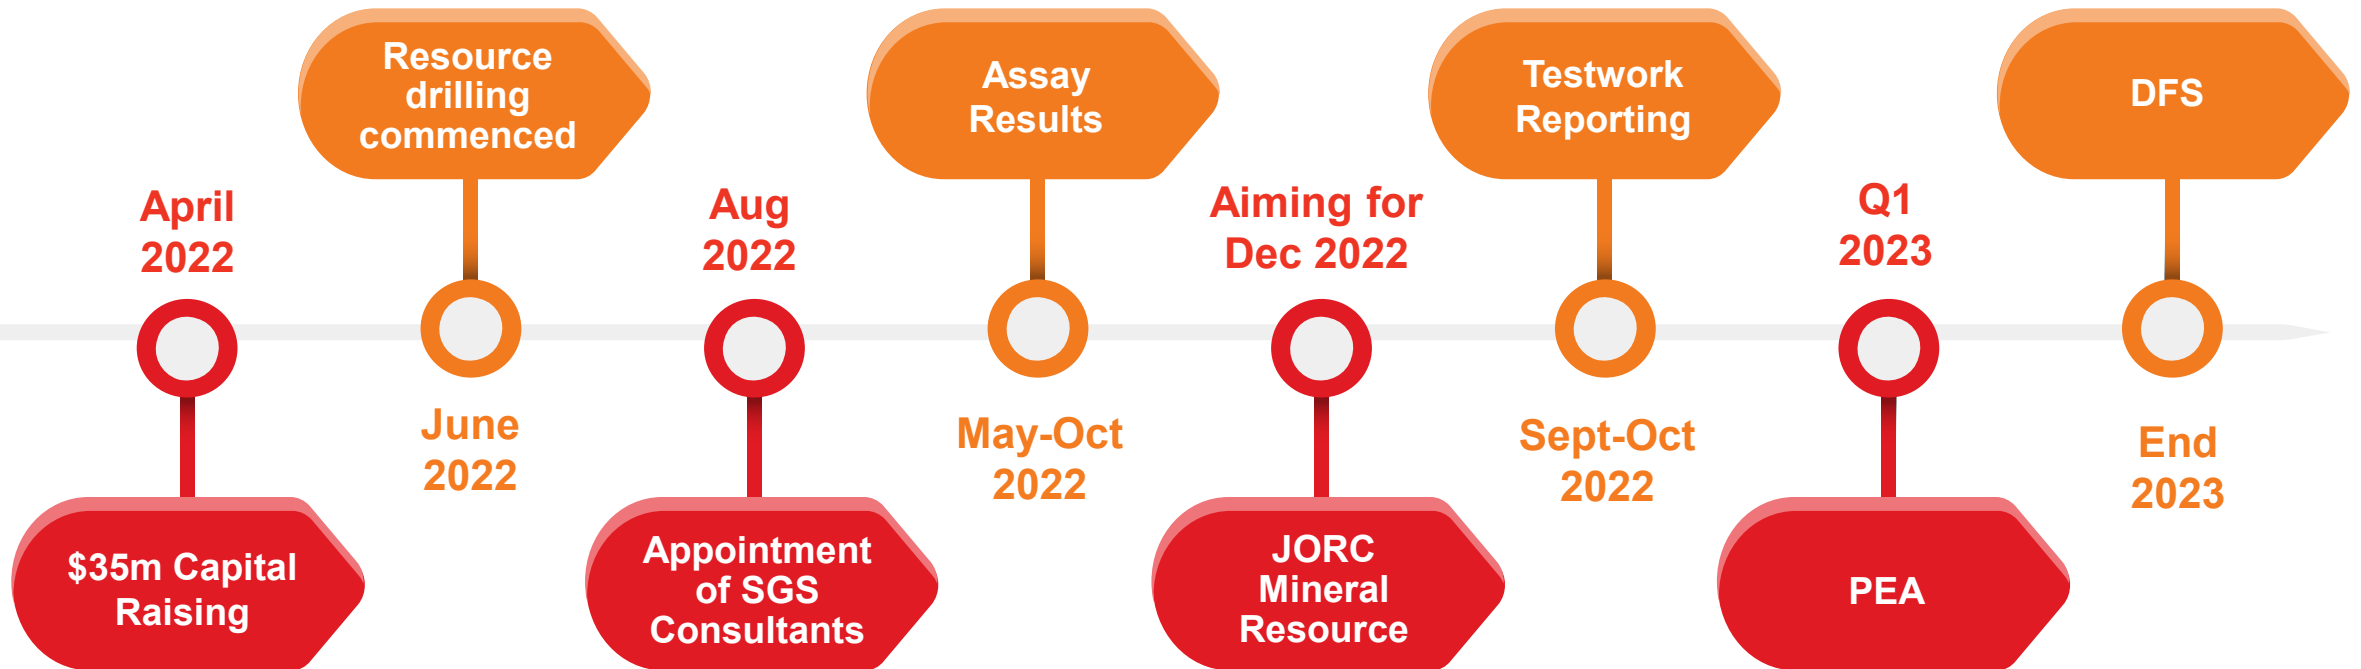 April
2022
$35m Capital
Raising
Resource
drilling
commenced
June
2022
Aug
2022
Appointment
of SGS
Consultants
Assay
Results
May-Oct
2022
Aiming for
Dec 2022
JORC
Mineral
Resource
Testwork
Reporting
Sept-Oct
2022
Q1
2023
PEA
DFS
End
2023